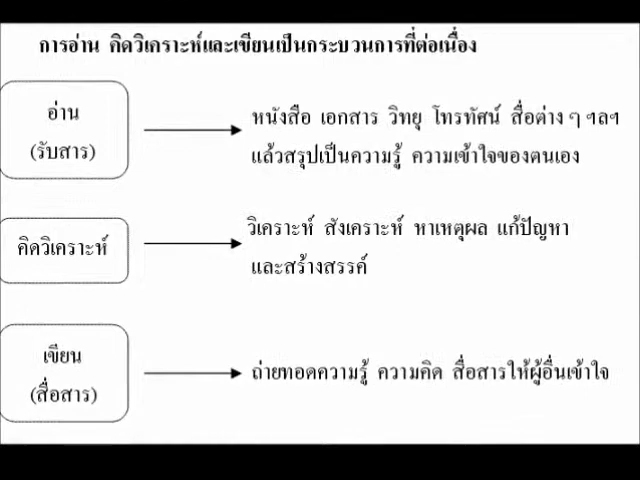 การอ่าน คิดวิเคราะห์และเขียนเป็นกระบวนการที่ต่อเนื่อง
อ่าน
(รับสาร)
หนังสือ เอกสาร วิทยุ โทรทัศน์ สื่อต่าง ๆ ฯลฯ
แล้วสรุปเป็นความรู้ ความเข้าใจของตนเอง
คิดวิเคราะห์
วิเคราะห์ สังเคราะห์ หาเหตุผล แก้ปัญหา
และสร้างสรรค์
เขียน
(สื่อสาร)
ถ่ายทอดความรู้ ความคิด สื่อสารให้ผู้อื่นเข้าใจ